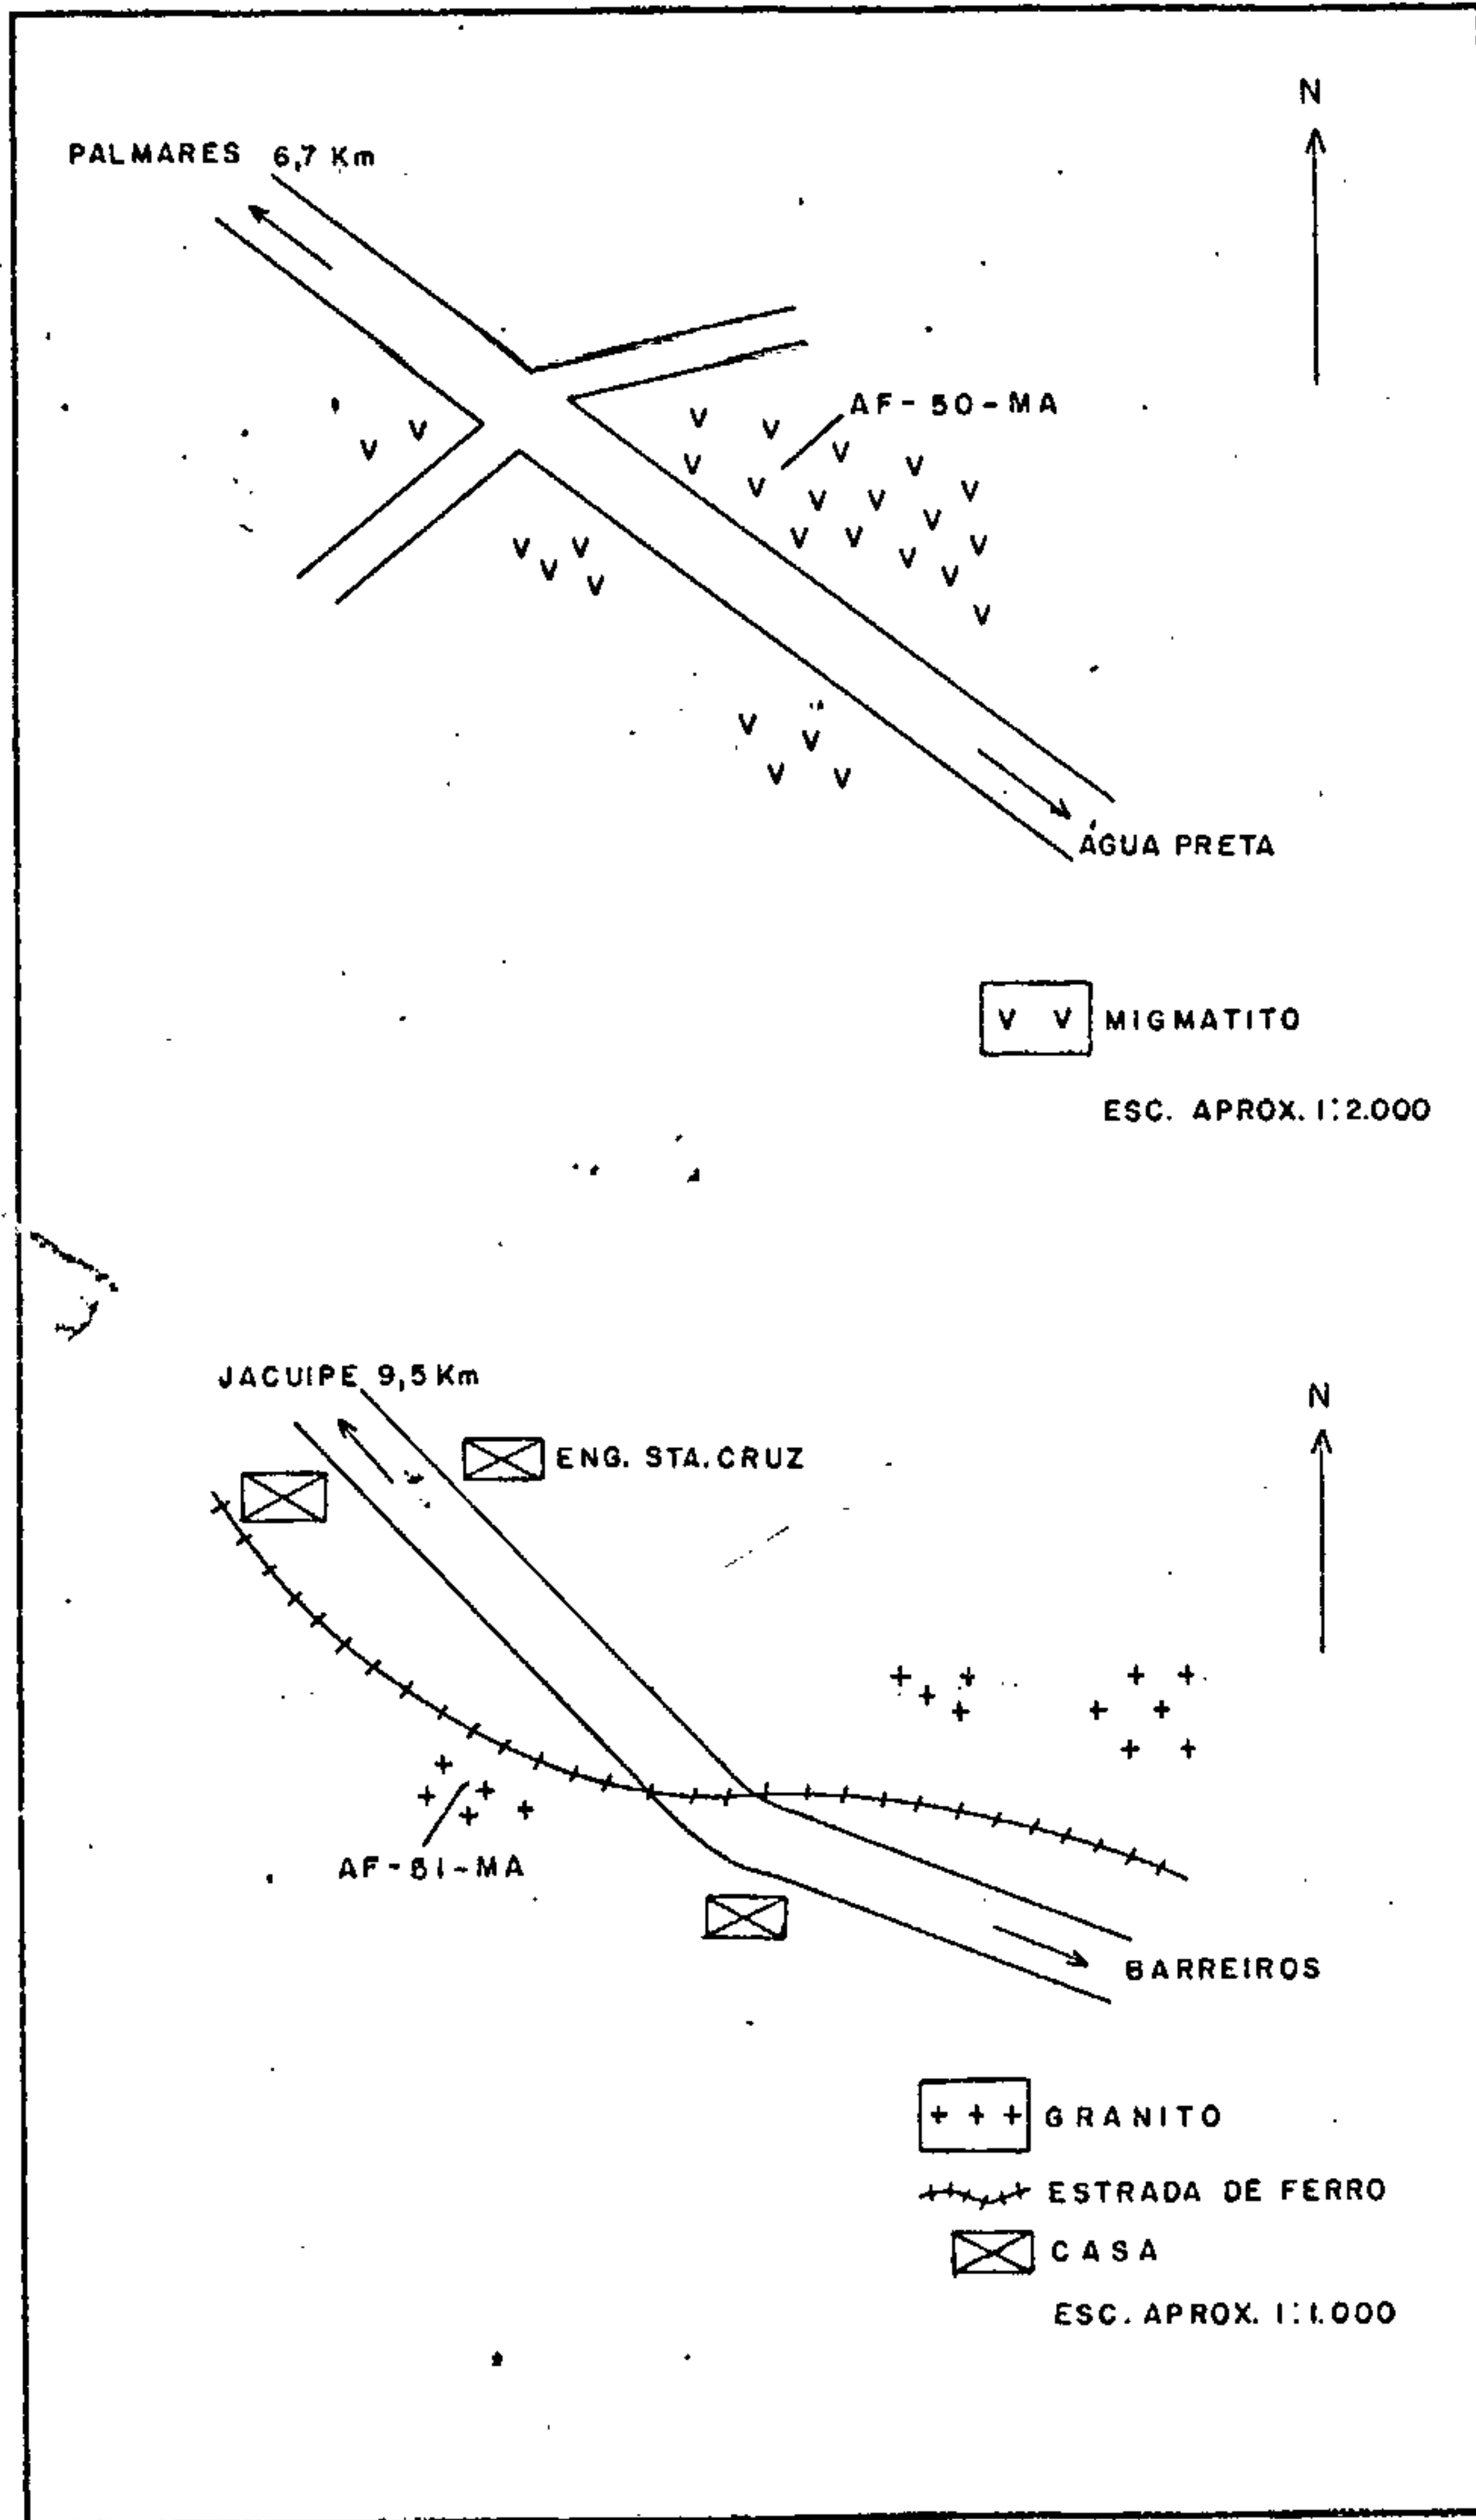 N
PALMARES 6,7 Km
AF-50-MA
ÁGUA PRETA
V V MIGMATITO
ESC. APROX. 1:2.000
JACUIPE 9,5 Km
N
ENG. STA. CRUZ
AF-51-MA
BARREIROS
+ + + GRANITO
ESTRADA DE FERRO
CASA
ESC. APROX. 1:1.000